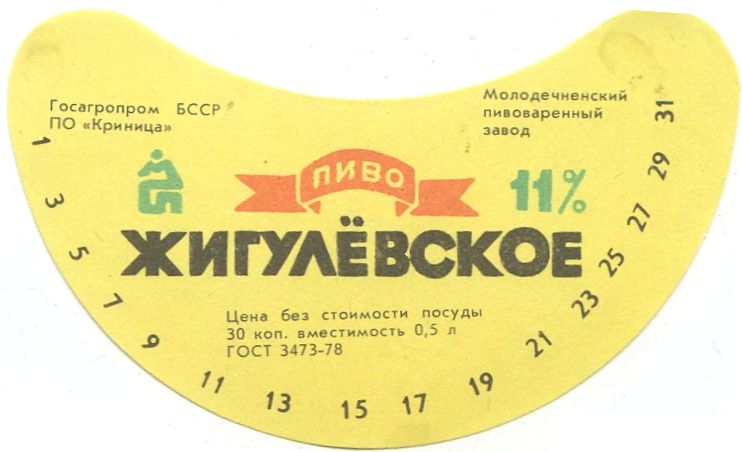 Госагропром БССР
ПО «Криница»
Молодечненский
пивоваренный
завод
ПИВО
11%
ЖИГУЛЁВСКОЕ
Цена без стоимости посуды
30 коп. вместимость 0,5 л
ГОСТ 3473-78
1 3 5 7 9 11 13 15 17 19 21 23 25 27 29 31